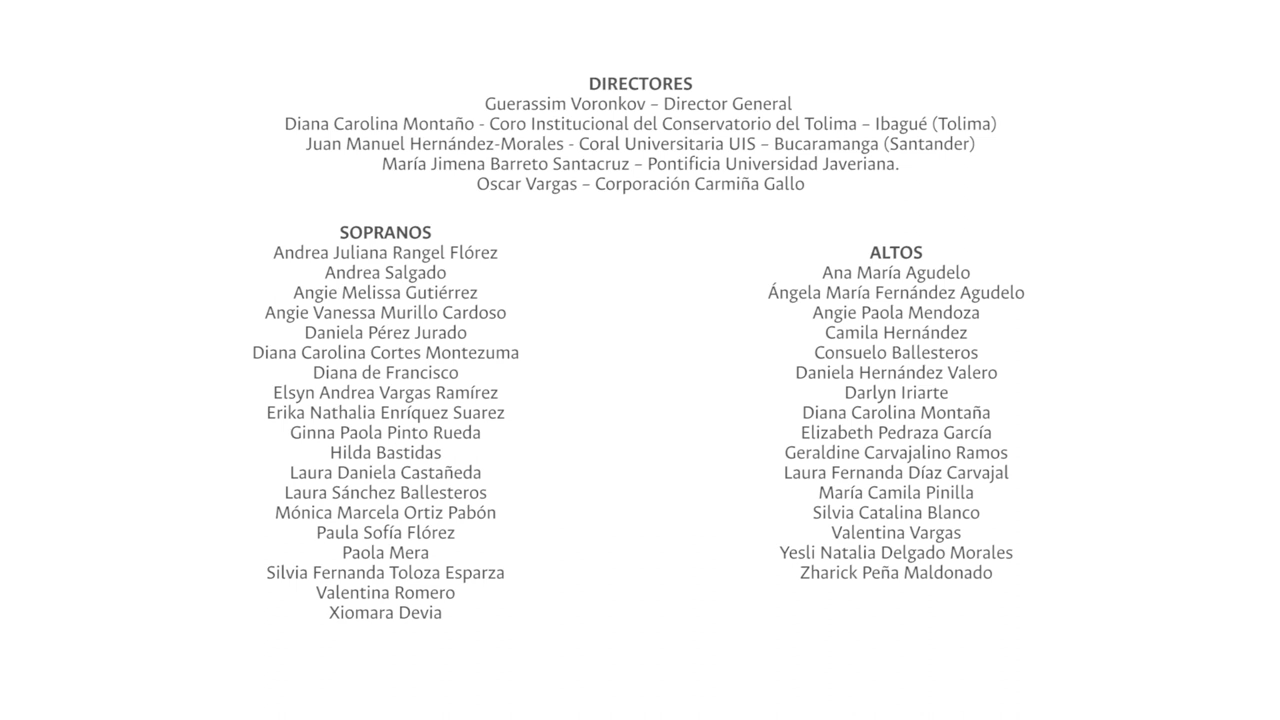 DIRECTORES
Guerassim Voronkov – Director General
Diana Carolina Montaño - Coro Institucional del Conservatorio del Tolima – Ibagué (Tolima)
Juan Manuel Hernández-Morales - Coral Universitaria UIS – Bucaramanga (Santander)
María Jimena Barreto Santacruz – Pontificia Universidad Javeriana.
Oscar Vargas – Corporación Carmiña Gallo
SOPRANOS
Andrea Juliana Rangel Flórez
Andrea Salgado
Angie Melissa Gutiérrez
Angie Vanessa Murillo Cardoso
Daniela Pérez Jurado
Diana Carolina Cortes Montezuma
Diana de Francisco
Elsyn Andrea Vargas Ramírez
Erika Nathalia Enríquez Suarez
Ginna Paola Pinto Rueda
Hilda Bastidas
Laura Daniela Castañeda
Laura Sánchez Ballesteros
Mónica Marcela Ortiz Pabón
Paula Sofía Flórez
Paola Mera
Silvia Fernanda Toloza Esparza
Valentina Romero
Xiomara Devia
ALTOS
Ana María Agudelo
Ángela María Fernández Agudelo
Angie Paola Mendoza
Camila Hernández
Consuelo Ballesteros
Daniela Hernández Valero
Darlyn Iriarte
Diana Carolina Montaña
Elizabeth Pedraza García
Geraldine Carvajalino Ramos
Laura Fernanda Díaz Carvajal
María Camila Pinilla
Silvia Catalina Blanco
Valentina Vargas
Yesli Natalia Delgado Morales
Zharick Peña Maldonado